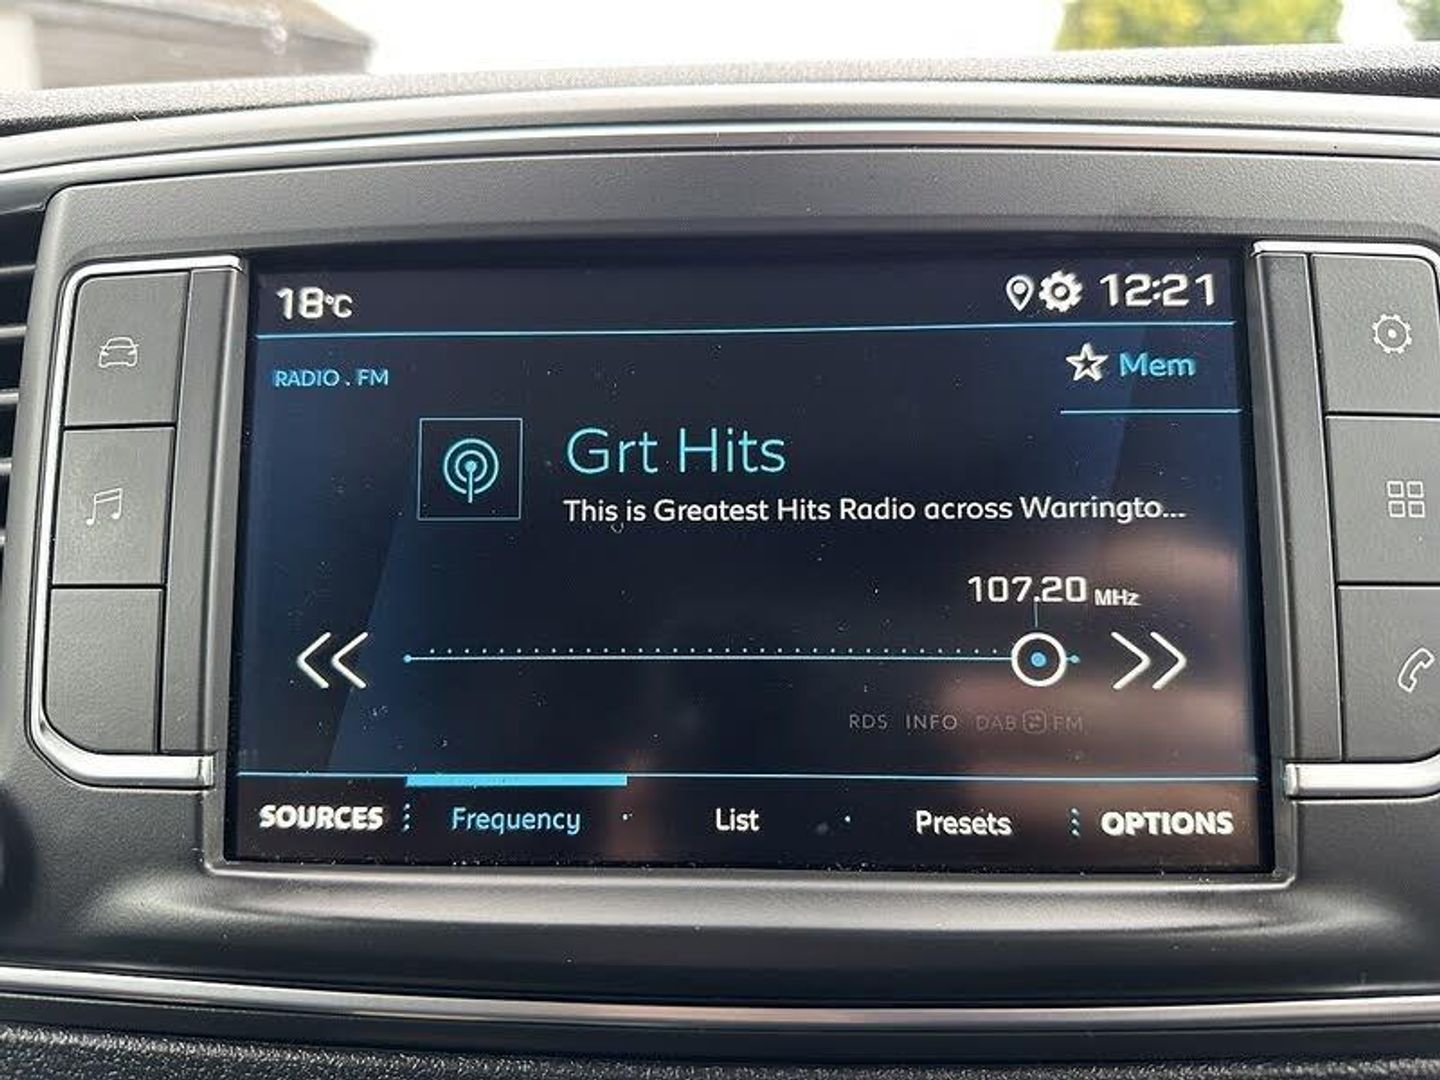 18°C
12:21
RADIO . FM
Mem
Grt Hits
This is Greatest Hits Radio across Warringto...
107.20 MHz
RDS INFO DAB FM
SOURCES Frequency List Presets OPTIONS